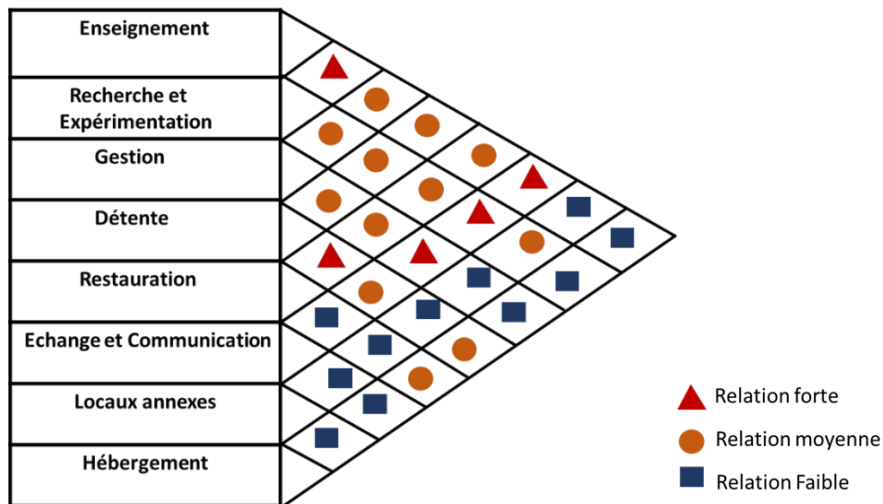 Enseignement
Recherche et
Expérimentation
Gestion
Détente
Restauration
Echange et Communication
Locaux annexes
Hébergement
Relation forte
Relation moyenne
Relation Faible